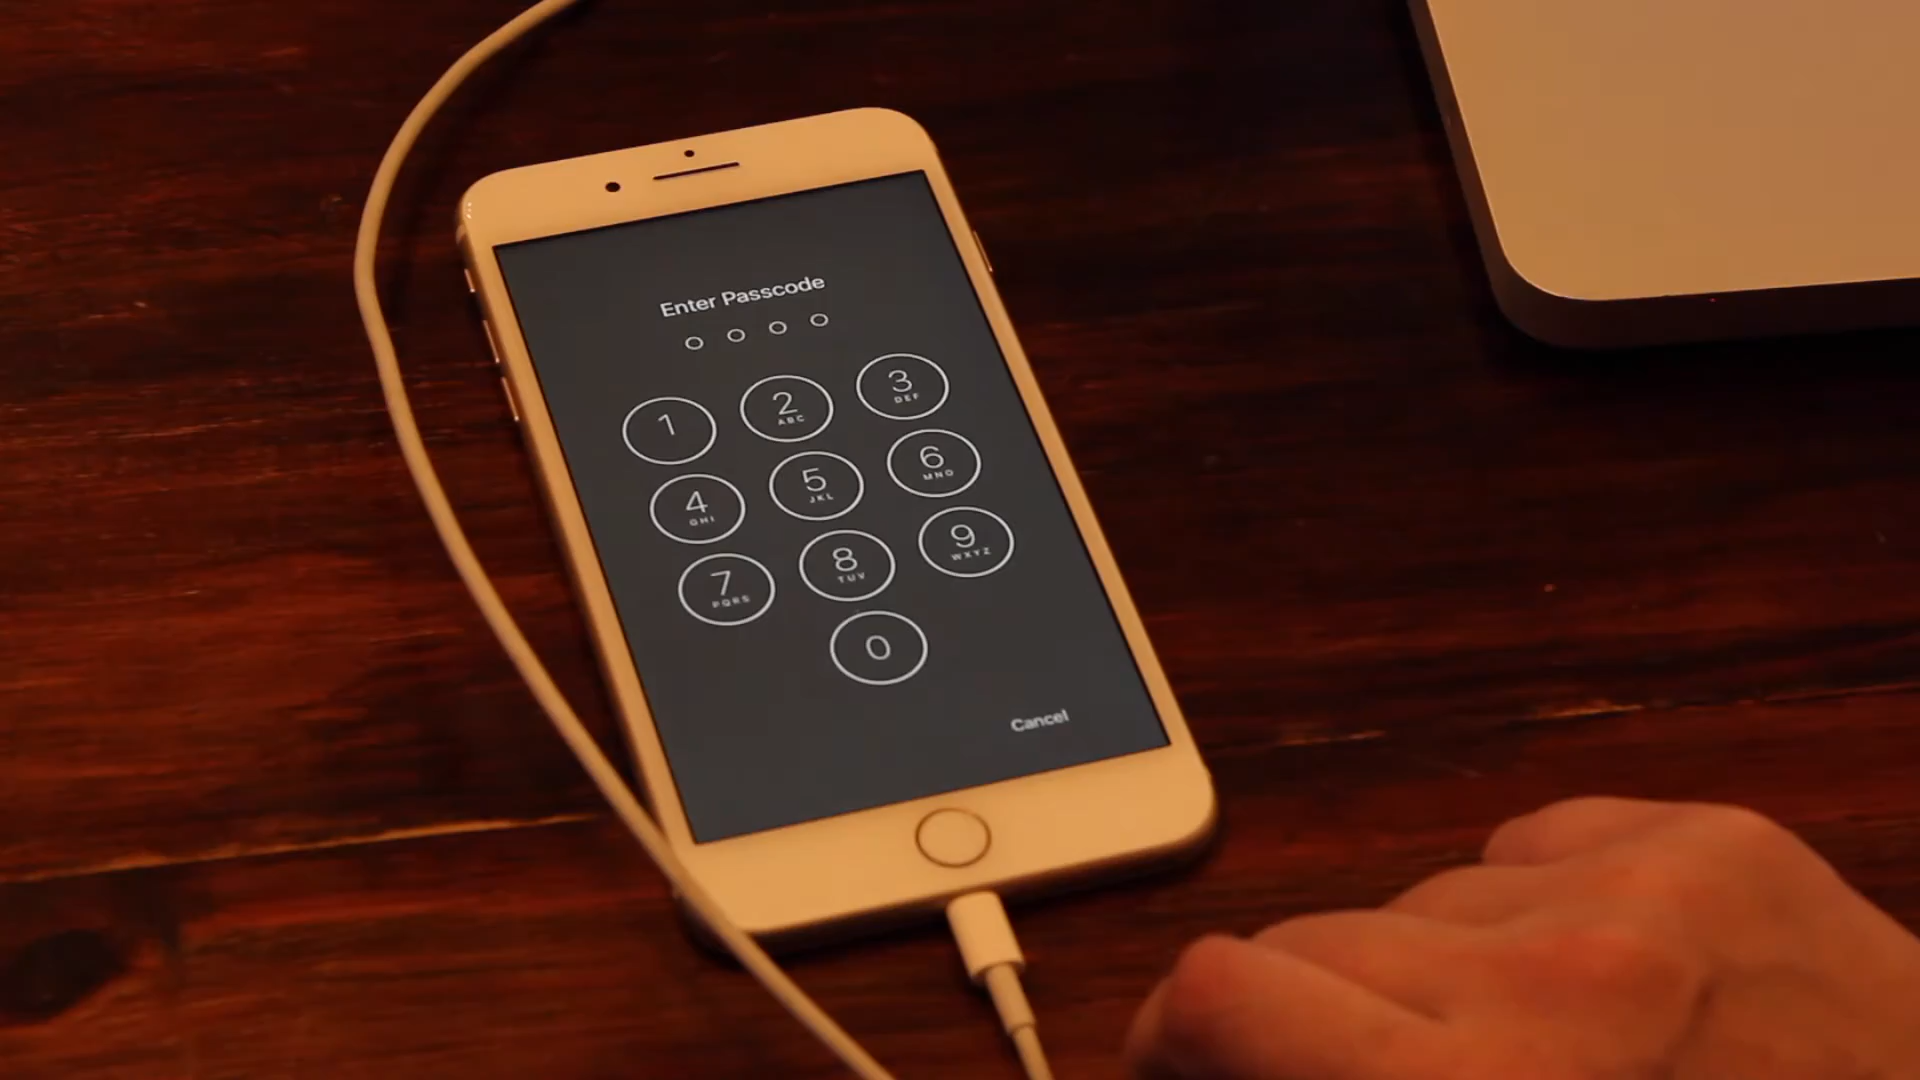 Enter Passcode
1 2 3
ABC DEF
4 5 6
GHI JKL MNO
7 8 9
PQRS TUV WXYZ
0
Cancel